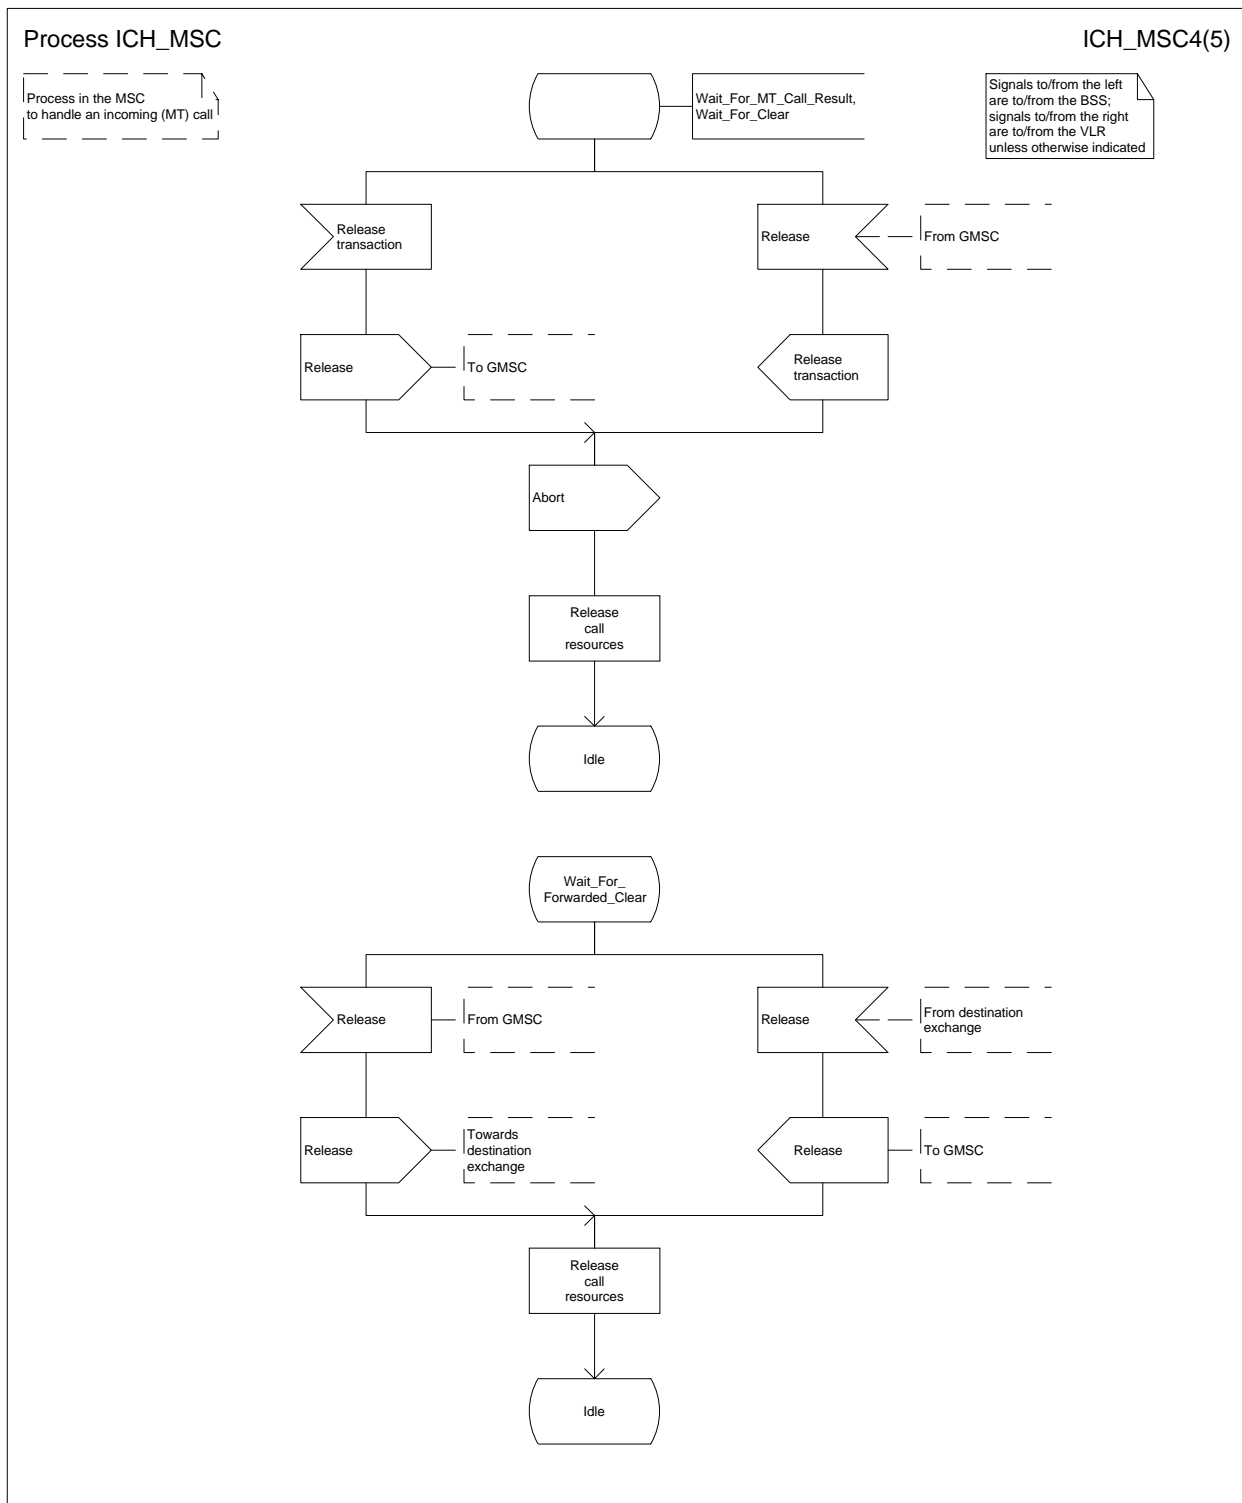 Process ICH_MSC
ICH_MSC4(5)
Process in the MSC
to handle an incoming (MT) call
Wait_For_MT_Call_Result,
Wait_For_Clear
Signals to/from the left
are to/from the BSS;
signals to/from the right
are to/from the VLR
unless otherwise indicated
Release
transaction
Release
From GMSC
Release
To GMSC
Release
transaction
Abort
Release
call
resources
Idle
Wait_For_
Forwarded_Clear
Release
From GMSC
Release
From destination
exchange
Release
Towards
destination
exchange
Release
To GMSC
Release
call
resources
Idle